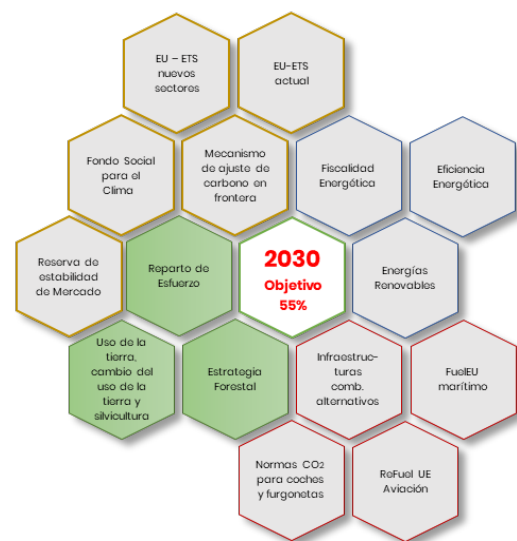 EU – ETS
nuevos
sectores
EU-ETS
actual
Fondo Social
para el
Clima
Mecanismo
de ajuste de
carbono en
frontera
Fiscalidad
Energética
Eficiencia
Energética
Reserva de
estabilidad
de Mercado
Reparto de
Esfuerzo
2030
Objetivo
55%
Energías
Renovables
Uso de la
tierra,
cambio del
uso de la
tierra y
silvicultura
Estrategia
Forestal
Infraestruc-
turas
comb.
alternativos
FuelEU
marítimo
Normas CO2
para coches
y furgonetas
ReFuel UE
Aviación